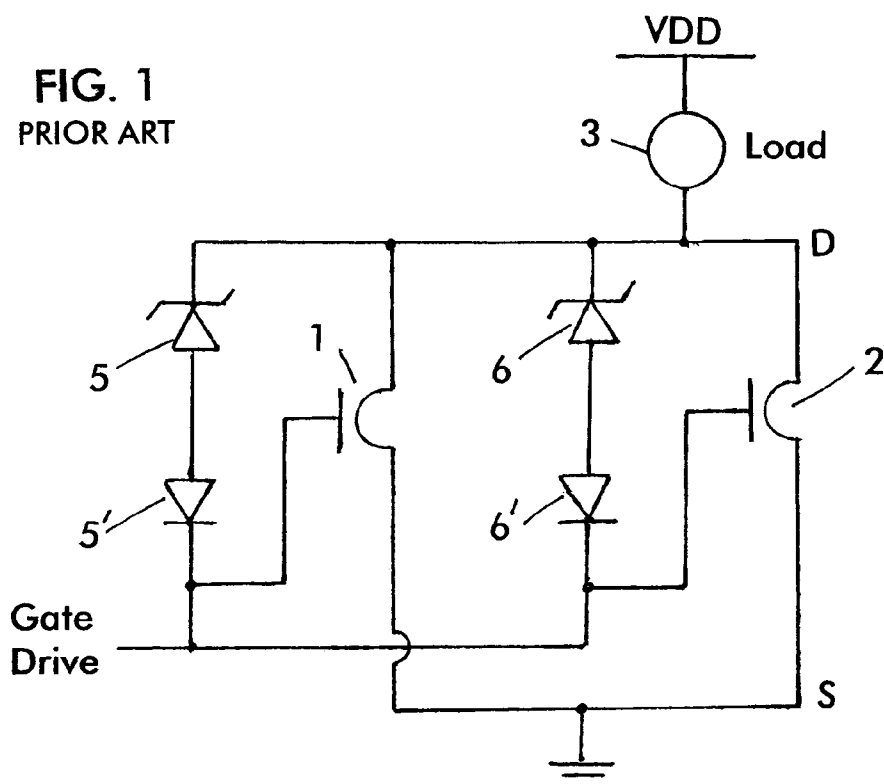 FIG. 1
PRIOR ART
VDD
3
Load
D
5
1
6
2
5'
6'
Gate
Drive
S